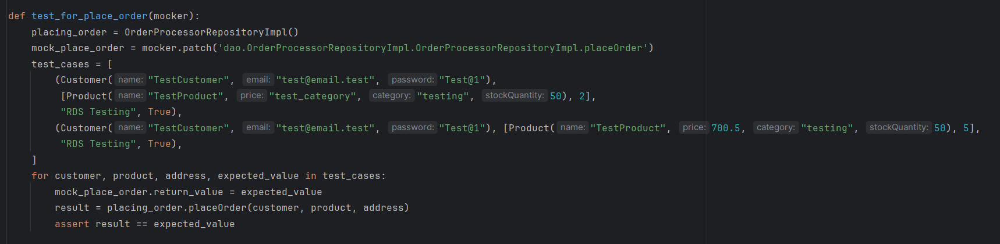 def test_for_place_order(mocker):
    placing_order = OrderProcessorRepositoryImpl()
    mock_place_order = mocker.patch('dao.OrderProcessorRepositoryImpl.OrderProcessorRepositoryImpl.placeOrder')
    test_cases = [
        (Customer( name: "TestCustomer", email: "test@email.test", password: "Test@1"),
         [Product( name: "TestProduct", price: "test_category", category: "testing", stockQuantity: 50), 2],
         "RDS Testing", True),
        (Customer( name: "TestCustomer", email: "test@email.test", password: "Test@1"), [Product( name: "TestProduct", price: 700.5, category: "testing", stockQuantity: 50), 5],
         "RDS Testing", True),
    ]
    for customer, product, address, expected_value in test_cases:
        mock_place_order.return_value = expected_value
        result = placing_order.placeOrder(customer, product, address)
        assert result == expected_value